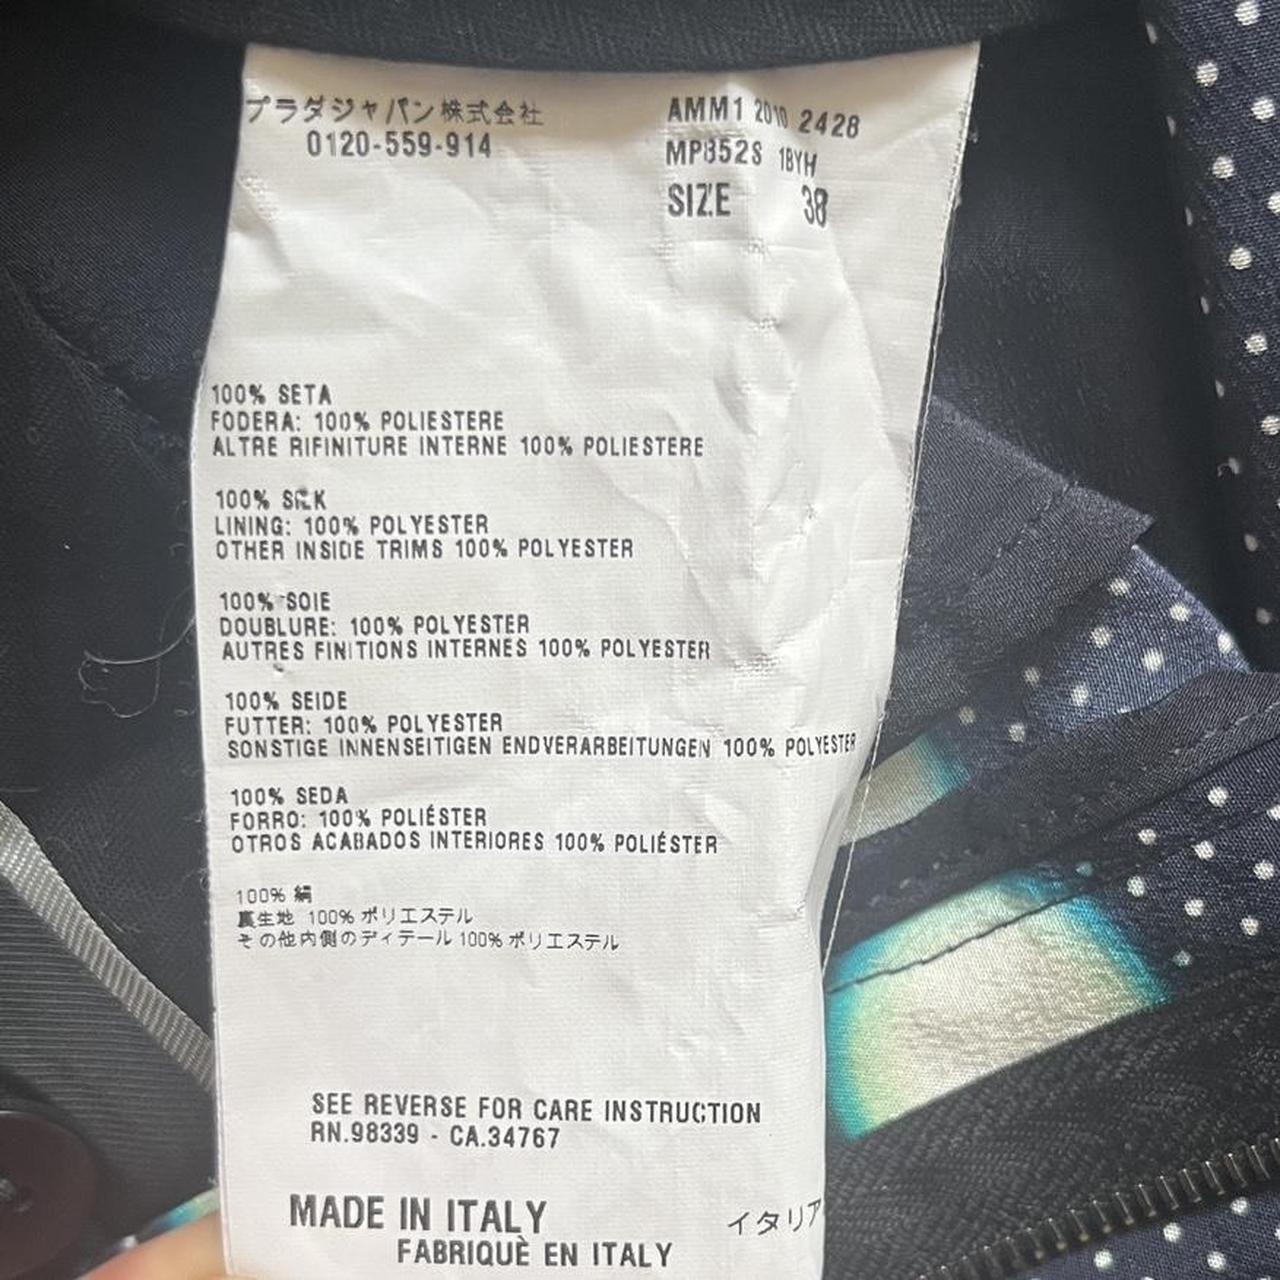 プラダジャパン株式会社
0120-559-914
AMM1 2010 2428
MP852S 1BYH
SIZE 38
100% SETA
FODERA: 100% POLIESTERE
ALTRE RIFINITURE INTERNE 100% POLIESTERE
100% SILK
LINING: 100% POLYESTER
OTHER INSIDE TRIMS 100% POLYESTER
100% SOIE
DOUBLURE: 100% POLYESTER
AUTRES FINITIONS INTERNES 100% POLYESTER
100% SEIDE
FUTTER: 100% POLYESTER
SONSTIGE INNENSEITIGEN ENDVERARBEITUNGEN 100% POLYESTER
100% SEDA
FORRO: 100% POLIÉSTER
OTROS ACABADOS INTERIORES 100% POLIÉSTER
100% 絹
裏生地 100% ポリエステル
その他内側のディテール 100% ポリエステル
SEE REVERSE FOR CARE INSTRUCTION
RN.98339 - CA.34767
MADE IN ITALY
イタリア
FABRIQUÈ EN ITALY